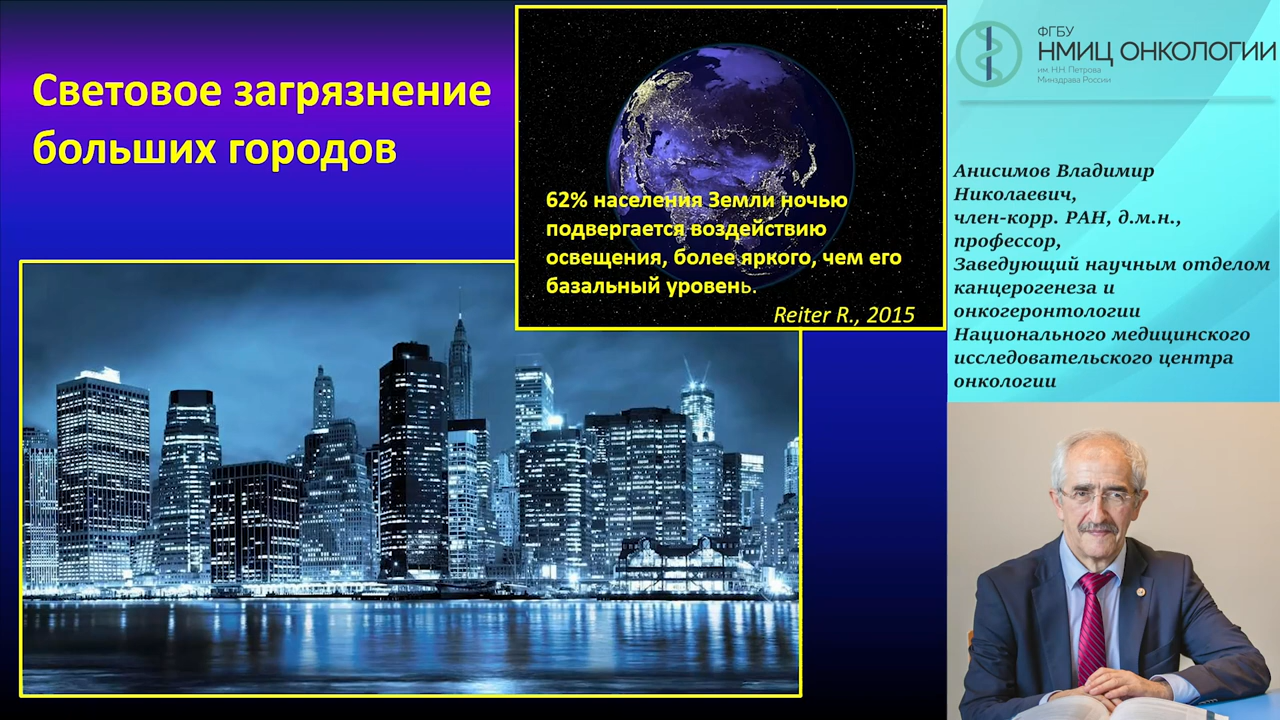 Световое загрязнение
больших городов
62% населения Земли ночью
подвергается воздействию
освещения, более яркого, чем его
базальный уровень.
Reiter R., 2015
ФГБУ
НМИЦ ОНКОЛОГИИ
им. Н.Н. Петрова
Минздрава России
Анисимов Владимир
Николаевич,
член-корр. РАН, д.м.н.,
профессор,
Заведующий научным отделом
канцерогенеза и
онкогеронтологии
Национального медицинского
исследовательского центра
онкологии